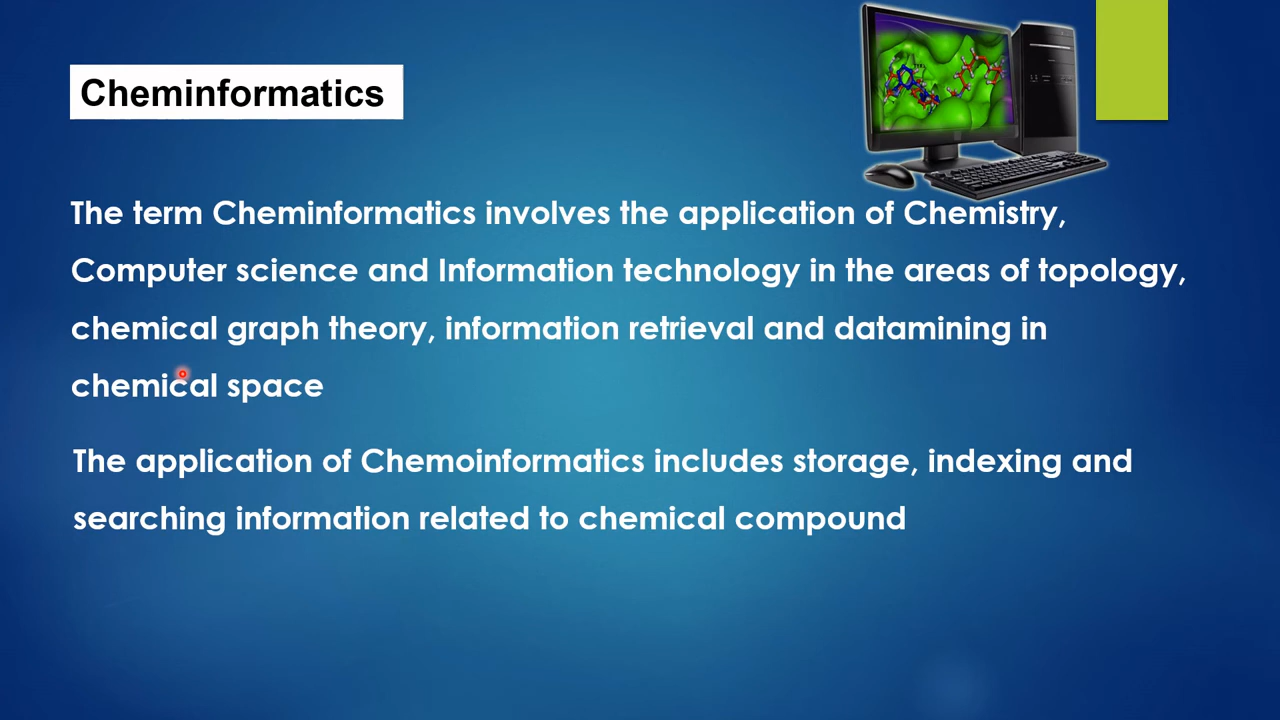 Cheminformatics
The term Cheminformatics involves the application of Chemistry,
Computer science and Information technology in the areas of topology,
chemical graph theory, information retrieval and datamining in
chemical space
The application of Chemoinformatics includes storage, indexing and
searching information related to chemical compound